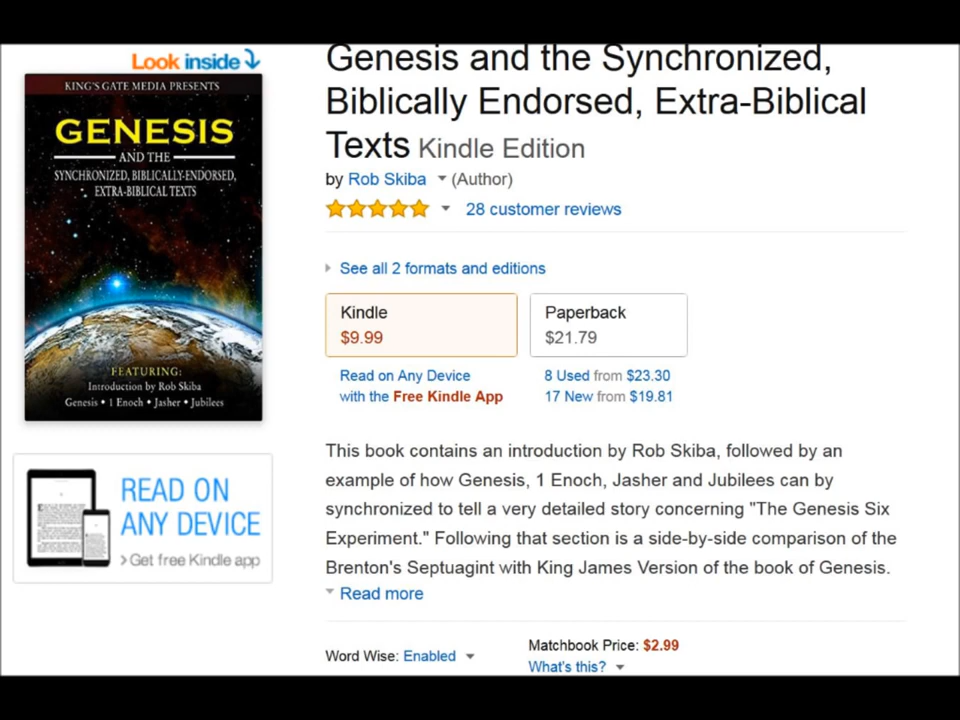 Look inside
KING'S GATE MEDIA PRESENTS
GENESIS
AND THE
SYNCHRONIZED, BIBLICALLY-ENDORSED,
EXTRA-BIBLICAL TEXTS
FEATURING:
Introduction by Rob Skiba
Genesis • 1 Enoch • Jasher • Jubilees
READ ON
ANY DEVICE
Get free Kindle app
Genesis and the Synchronized,
Biblically Endorsed, Extra-Biblical
Texts Kindle Edition
by Rob Skiba (Author)
28 customer reviews
See all 2 formats and editions
Kindle
$9.99
Read on Any Device
with the Free Kindle App
Paperback
$21.79
8 Used from $23.30
17 New from $19.81
This book contains an introduction by Rob Skiba, followed by an
example of how Genesis, 1 Enoch, Jasher and Jubilees can by
synchronized to tell a very detailed story concerning "The Genesis Six
Experiment." Following that section is a side-by-side comparison of the
Brenton's Septuagint with King James Version of the book of Genesis.
Read more
Word Wise: Enabled
Matchbook Price: $2.99
What's this?